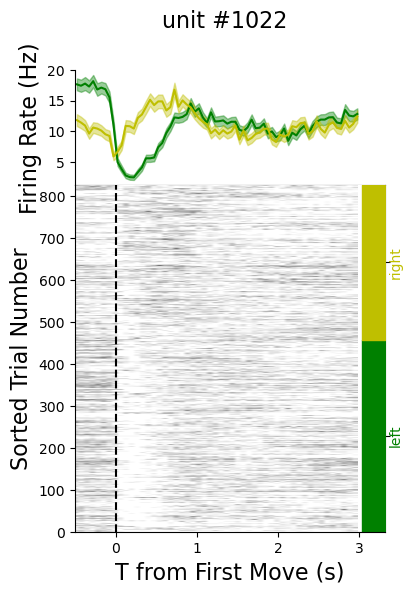 unit #1022
Firing Rate (Hz)
20
15
10
5
Sorted Trial Number
800
700
600
500
400
300
200
100
0
right
left
0 1 2 3
T from First Move (s)